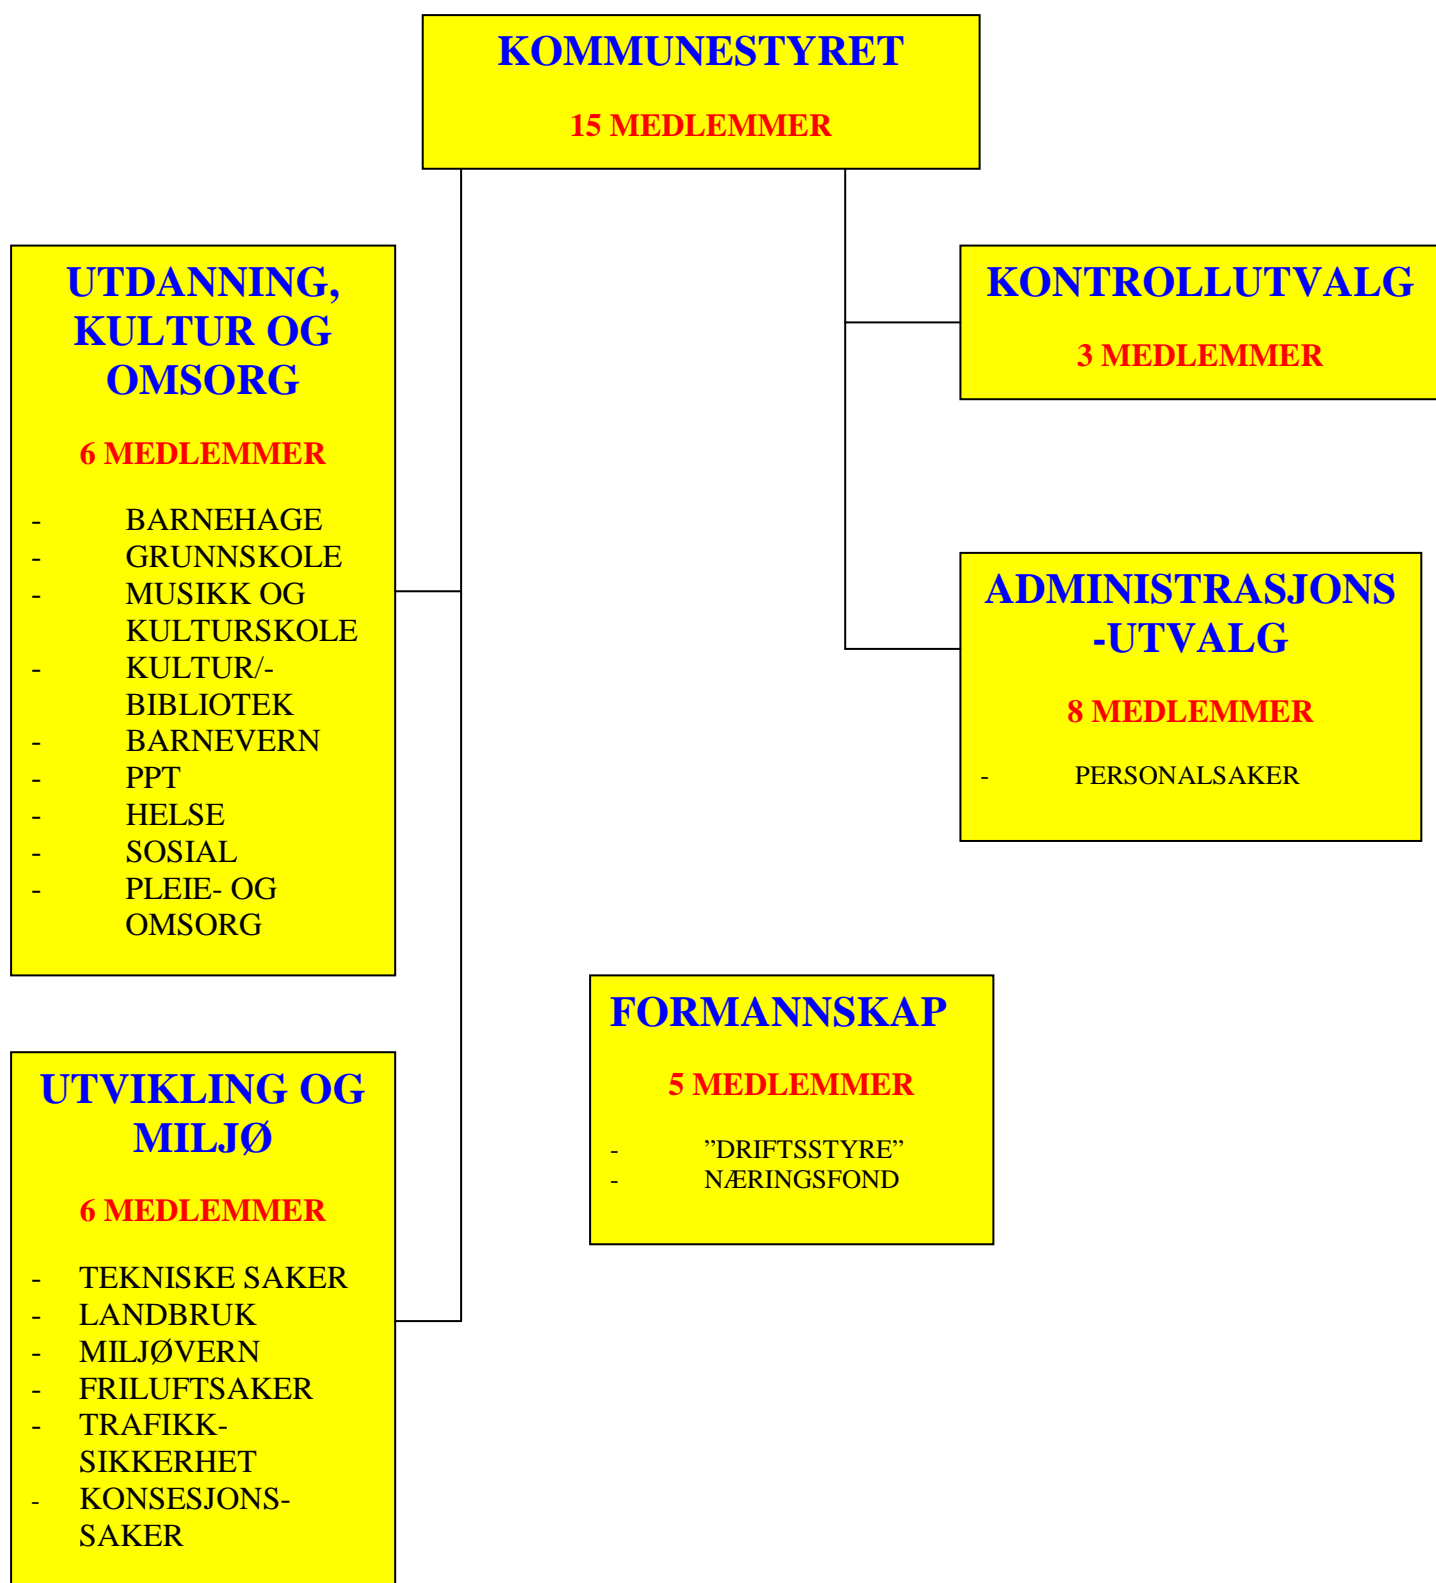 KOMMUNESTYRET
15 MEDLEMMER
UTDANNING,
KULTUR OG
OMSORG
6 MEDLEMMER
- BARNEHAGE
- GRUNNSKOLE
- MUSIKK OG
KULTURSKOLE
- KULTUR/-
BIBLIOTEK
- BARNEVERN
- PPT
- HELSE
- SOSIAL
- PLEIE- OG
OMSORG
KONTROLLUTVALG
3 MEDLEMMER
ADMINISTRASJONS
-UTVALG
8 MEDLEMMER
- PERSONALSAKER
FORMANNSKAP
5 MEDLEMMER
- ”DRIFTSSTYRE”
- NÆRINGSFOND
UTVIKLING OG
MILJØ
6 MEDLEMMER
- TEKNISKE SAKER
- LANDBRUK
- MILJØVERN
- FRILUFTSAKER
- TRAFIKK-
SIKKERHET
- KONSESJONS-
SAKER